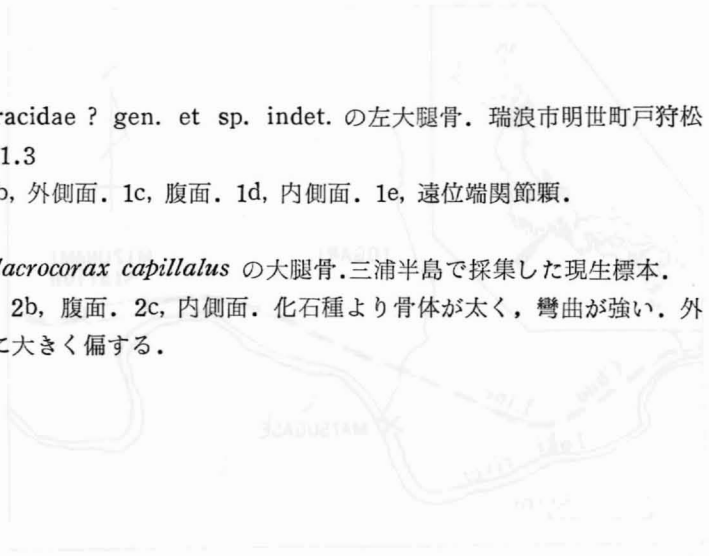 racidae ? gen. et sp. indet. の左大腿骨．瑞浪市明世町戸狩松
1.3
b, 外側面．1c, 腹面．1d, 内側面．1e, 遠位端関節顆．
lacrocorax capillalus の大腿骨．三浦半島で採集した現生標本．
2b, 腹面．2c, 内側面．化石種より骨体が太く，彎曲が強い．外
に大きく偏する．
MATSUGASE